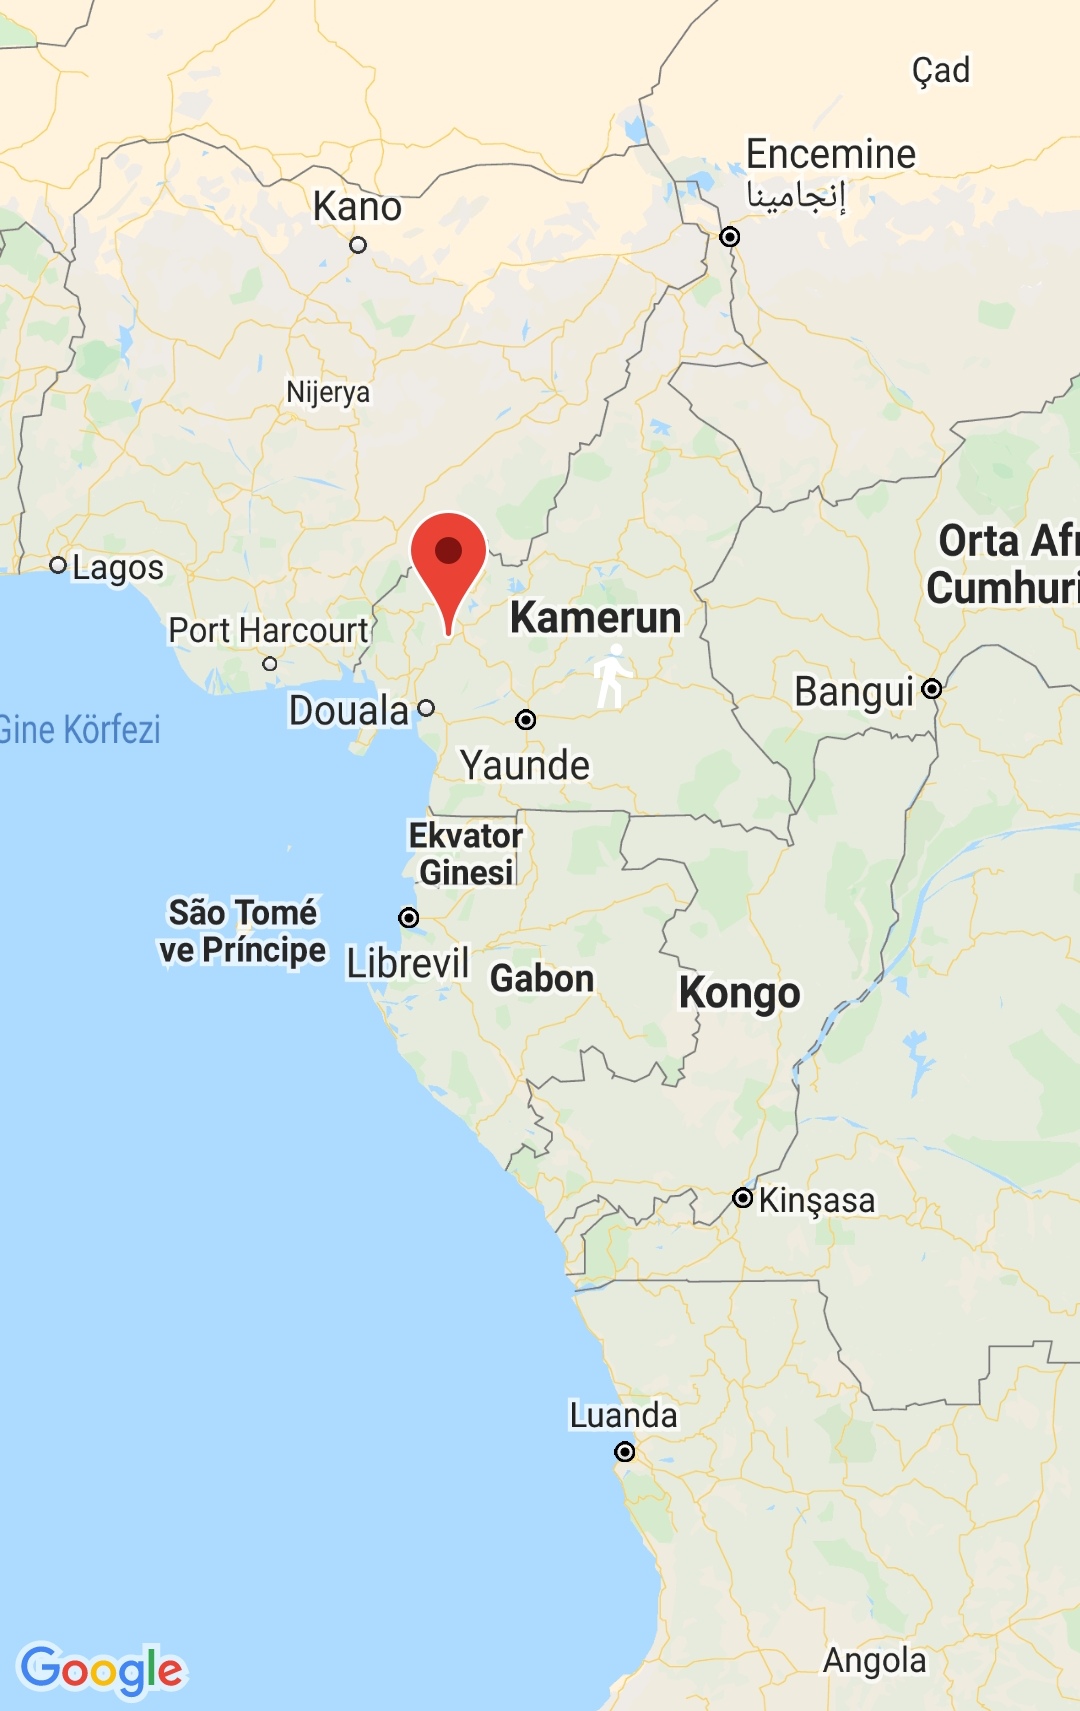 Çad
Encemine
إنجامينا
Kano
Nijerya
Orta Afr
Cumhuri
Lagos
Kamerun
Port Harcourt
Bangui
Douala
Gine Körfezi
Yaunde
Ekvator
Ginesi
São Tomé
ve Príncipe
Librevil
Gabon
Kongo
Kinşasa
Luanda
Angola
Google